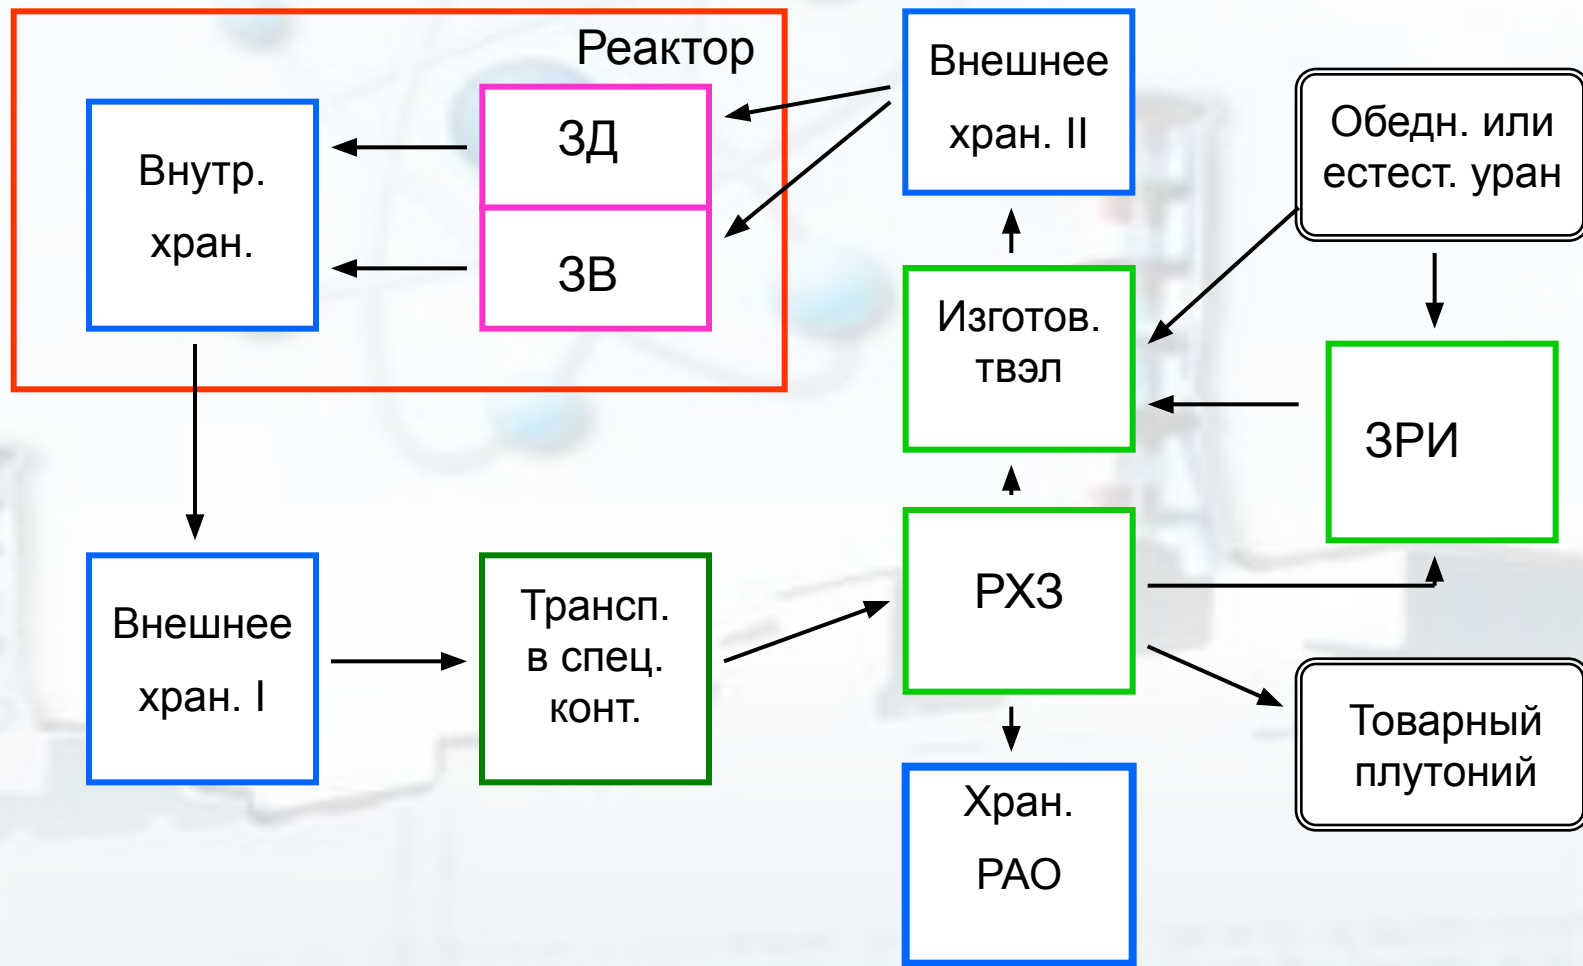 Реактор
Внутр.
хран.
ЗД
ЗВ
Внешнее
хран. II
Обедн. или
естест. уран
Изготов.
твэл
ЗРИ
Внешнее
хран. I
Трансп.
в спец.
конт.
РХЗ
Товарный
плутоний
Хран.
РАО